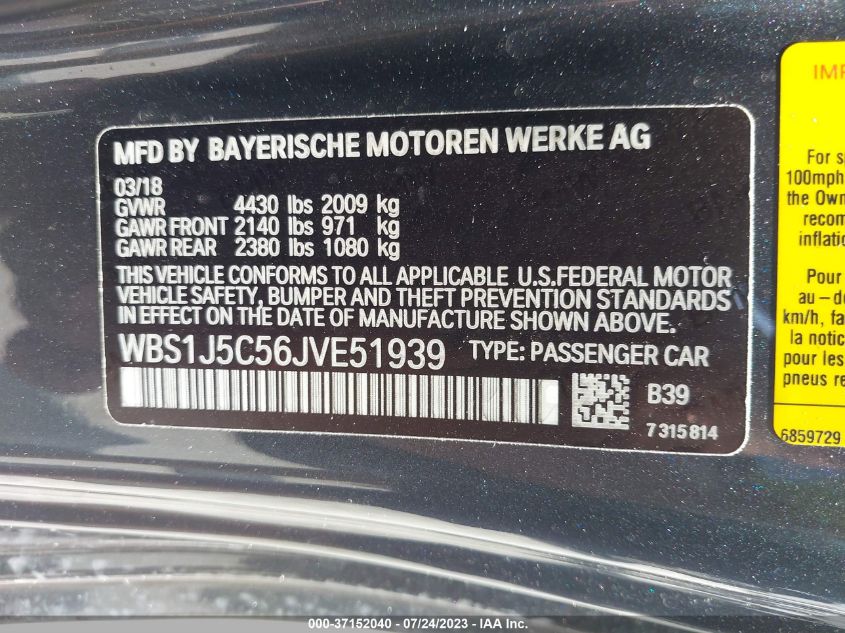 MFD BY BAYERISCHE MOTOREN WERKE AG
03/18
GVWR 4430 lbs 2009 kg
GAWR FRONT 2140 lbs 971 kg
GAWR REAR 2380 lbs 1080 kg
THIS VEHICLE CONFORMS TO ALL APPLICABLE U.S.FEDERAL MOTOR
VEHICLE SAFETY, BUMPER AND THEFT PREVENTION STANDARDS
IN EFFECT ON THE DATE OF MANUFACTURE SHOWN ABOVE.
WBS1J5C56JVE51939 TYPE: PASSENGER CAR
B39
7315814
IMP
For s
100mph
the Own
recom
inflati
Pour
au-de
km/h, fa
la notic
pour les
pneus re
6859729
000-37152040 - 07/24/2023 - IAA Inc.